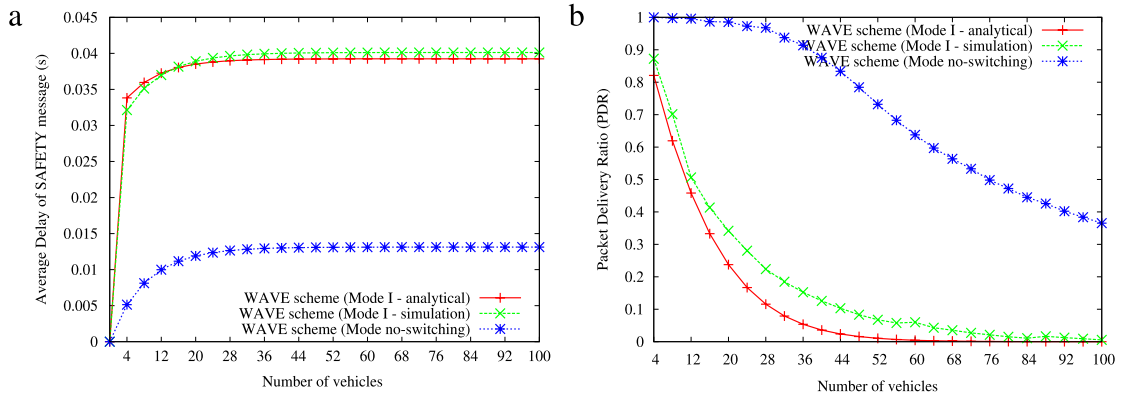 a
Average Delay of SAFETY message (s)
0.045
0.04
0.035
0.03
0.025
0.02
0.015
0.01
0.005
0
4 12 20 28 36 44 52 60 68 76 84 92 100
Number of vehicles
WAVE scheme (Mode I - analytical)
WAVE scheme (Mode I - simulation)
WAVE scheme (Mode no-switching)
b
Packet Delivery Ratio (PDR)
1
0.9
0.8
0.7
0.6
0.5
0.4
0.3
0.2
0.1
0
4 12 20 28 36 44 52 60 68 76 84 92 100
Number of vehicles
WAVE scheme (Mode I - analytical)
WAVE scheme (Mode I - simulation)
WAVE scheme (Mode no-switching)